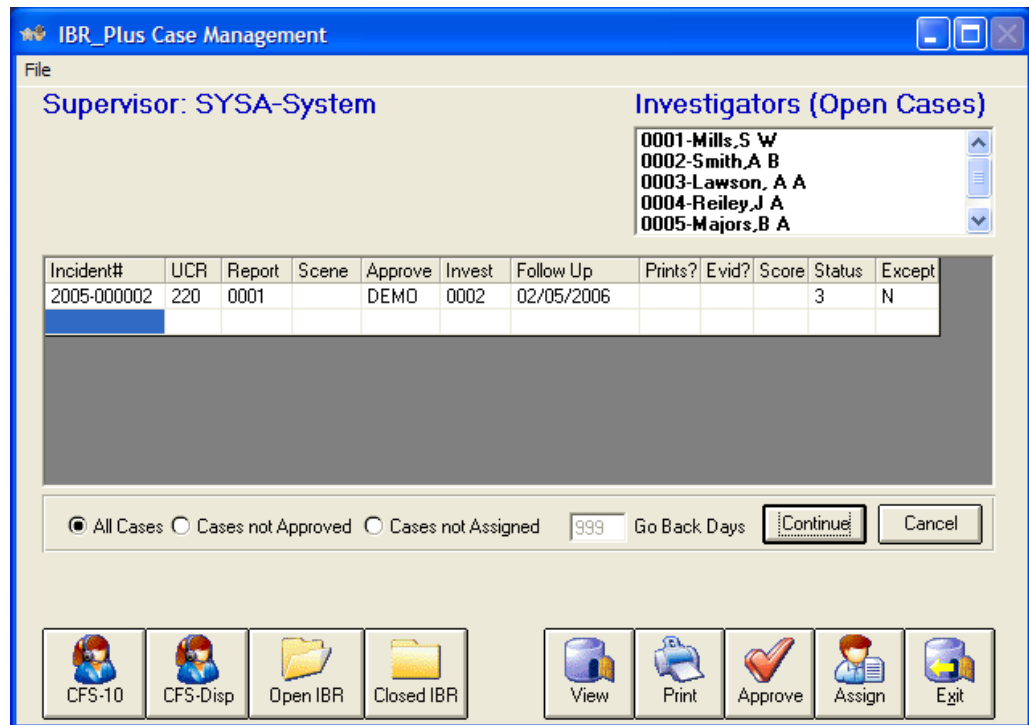 IBR_Plus Case Management
File
Supervisor: SYSA-System
Investigators (Open Cases)
0001-Mills,S W
0002-Smith,A B
0003-Lawson, A A
0004-Reiley,J A
0005-Majors,B A
Incident# UCR Report Scene Approve Invest Follow Up Prints? Evid? Score Status Except
2005-000002 220 0001 DEMO 0002 02/05/2006 3 N
All Cases Cases not Approved Cases not Assigned 999 Go Back Days Continue Cancel
CFS-10 CFS-Disp Open IBR Closed IBR View Print Approve Assign Exit